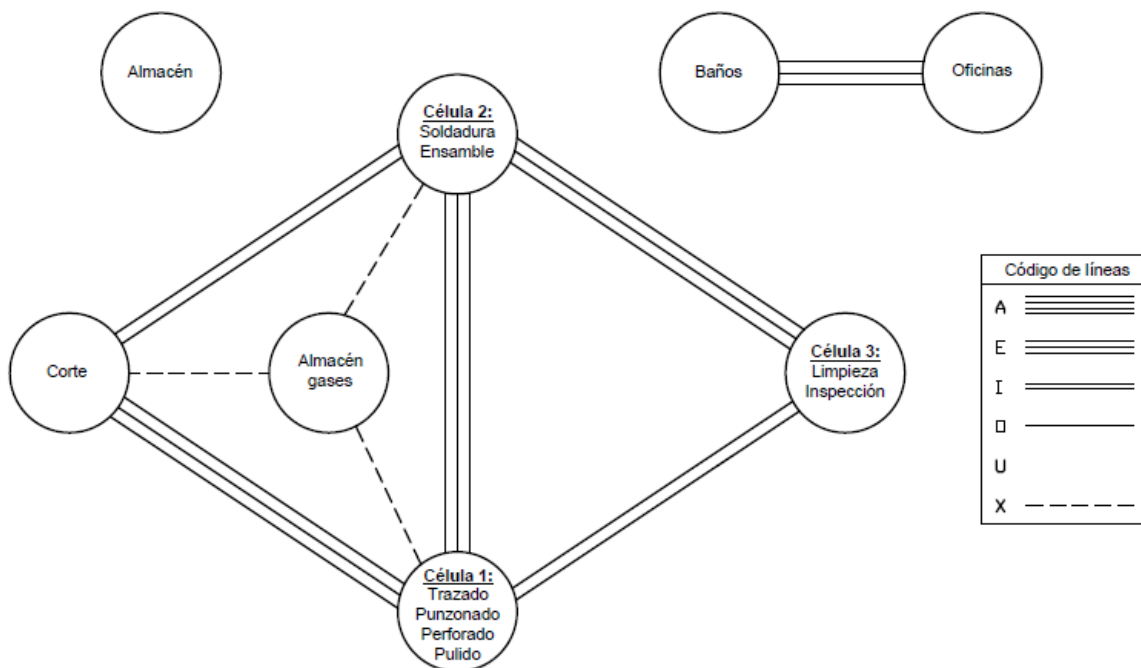 Almacén
Baños
Oficinas
Célula 2:
Soldadura
Ensamble
Corte
Almacén
gases
Célula 3:
Limpieza
Inspección
Célula 1:
Trazado
Punzonado
Perforado
Pulido
Código de líneas
A
E
I
O
U
X